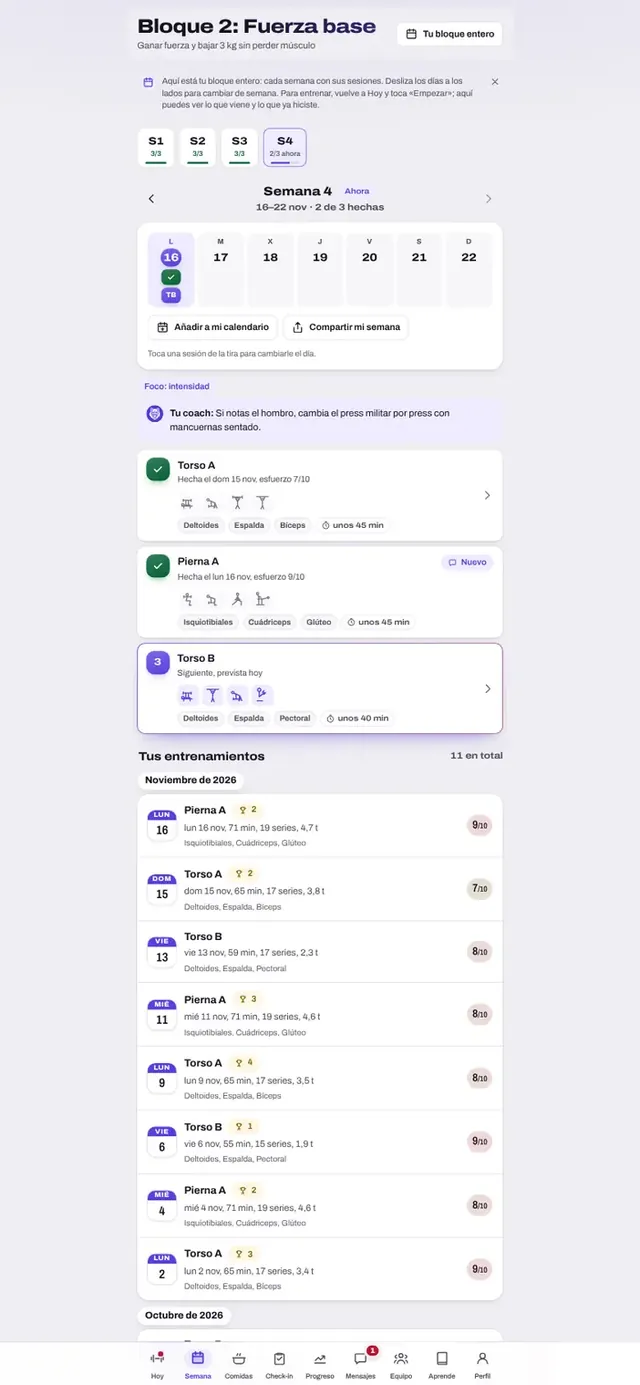 Bloque 2: Fuerza base
Ganar fuerza y bajar 3 kg sin perder músculo
Tu bloque entero
Aquí está tu bloque entero: cada semana con sus sesiones. Desliza los días a los
lados para cambiar de semana. Para entrenar, vuelve a Hoy y toca «Empezar»; aquí
puedes ver lo que viene y lo que ya hiciste.
S1 S2 S3 S4
3/3 3/3 3/3 2/3 ahora
Semana 4 Ahora
16–22 nov · 2 de 3 hechas
L M X J V S D
16 17 18 19 20 21 22
TB
Añadir a mi calendario Compartir mi semana
Toca una sesión de la tira para cambiarle el día.
Foco: intensidad
Tu coach: Si notas el hombro, cambia el press militar por press con
mancuernas sentado.
Torso A
Hecha el dom 15 nov, esfuerzo 7/10
Deltoides Espalda Bíceps unos 45 min
Pierna A Nuevo
Hecha el lun 16 nov, esfuerzo 9/10
Isquiotibiales Cuádriceps Glúteo unos 45 min
3 Torso B
Siguiente, prevista hoy
Deltoides Espalda Pectoral unos 40 min
Tus entrenamientos 11 en total
Noviembre de 2026
LUN 16 Pierna A 2
lun 16 nov, 71 min, 19 series, 4,7 t 9/10
Isquiotibiales, Cuádriceps, Glúteo
DOM 15 Torso A 2
dom 15 nov, 65 min, 17 series, 3,8 t 7/10
Deltoides, Espalda, Bíceps
VIE 13 Torso B
vie 13 nov, 59 min, 17 series, 2,3 t 8/10
Deltoides, Espalda, Pectoral
MIÉ 11 Pierna A 3
mié 11 nov, 71 min, 19 series, 4,6 t 8/10
Isquiotibiales, Cuádriceps, Glúteo
LUN 9 Torso A 4
lun 9 nov, 65 min, 17 series, 3,5 t 8/10
Deltoides, Espalda, Bíceps
VIE 6 Torso B 1
vie 6 nov, 55 min, 15 series, 1,9 t 9/10
Deltoides, Espalda, Pectoral
MIÉ 4 Pierna A 2
mié 4 nov, 71 min, 19 series, 4,6 t 8/10
Isquiotibiales, Cuádriceps, Glúteo
LUN 2 Torso A 3
lun 2 nov, 65 min, 17 series, 3,4 t 9/10
Deltoides, Espalda, Bíceps
Octubre de 2026
1
Hoy Semana Comidas Check-in Progreso Mensajes Equipo Aprende Perfil